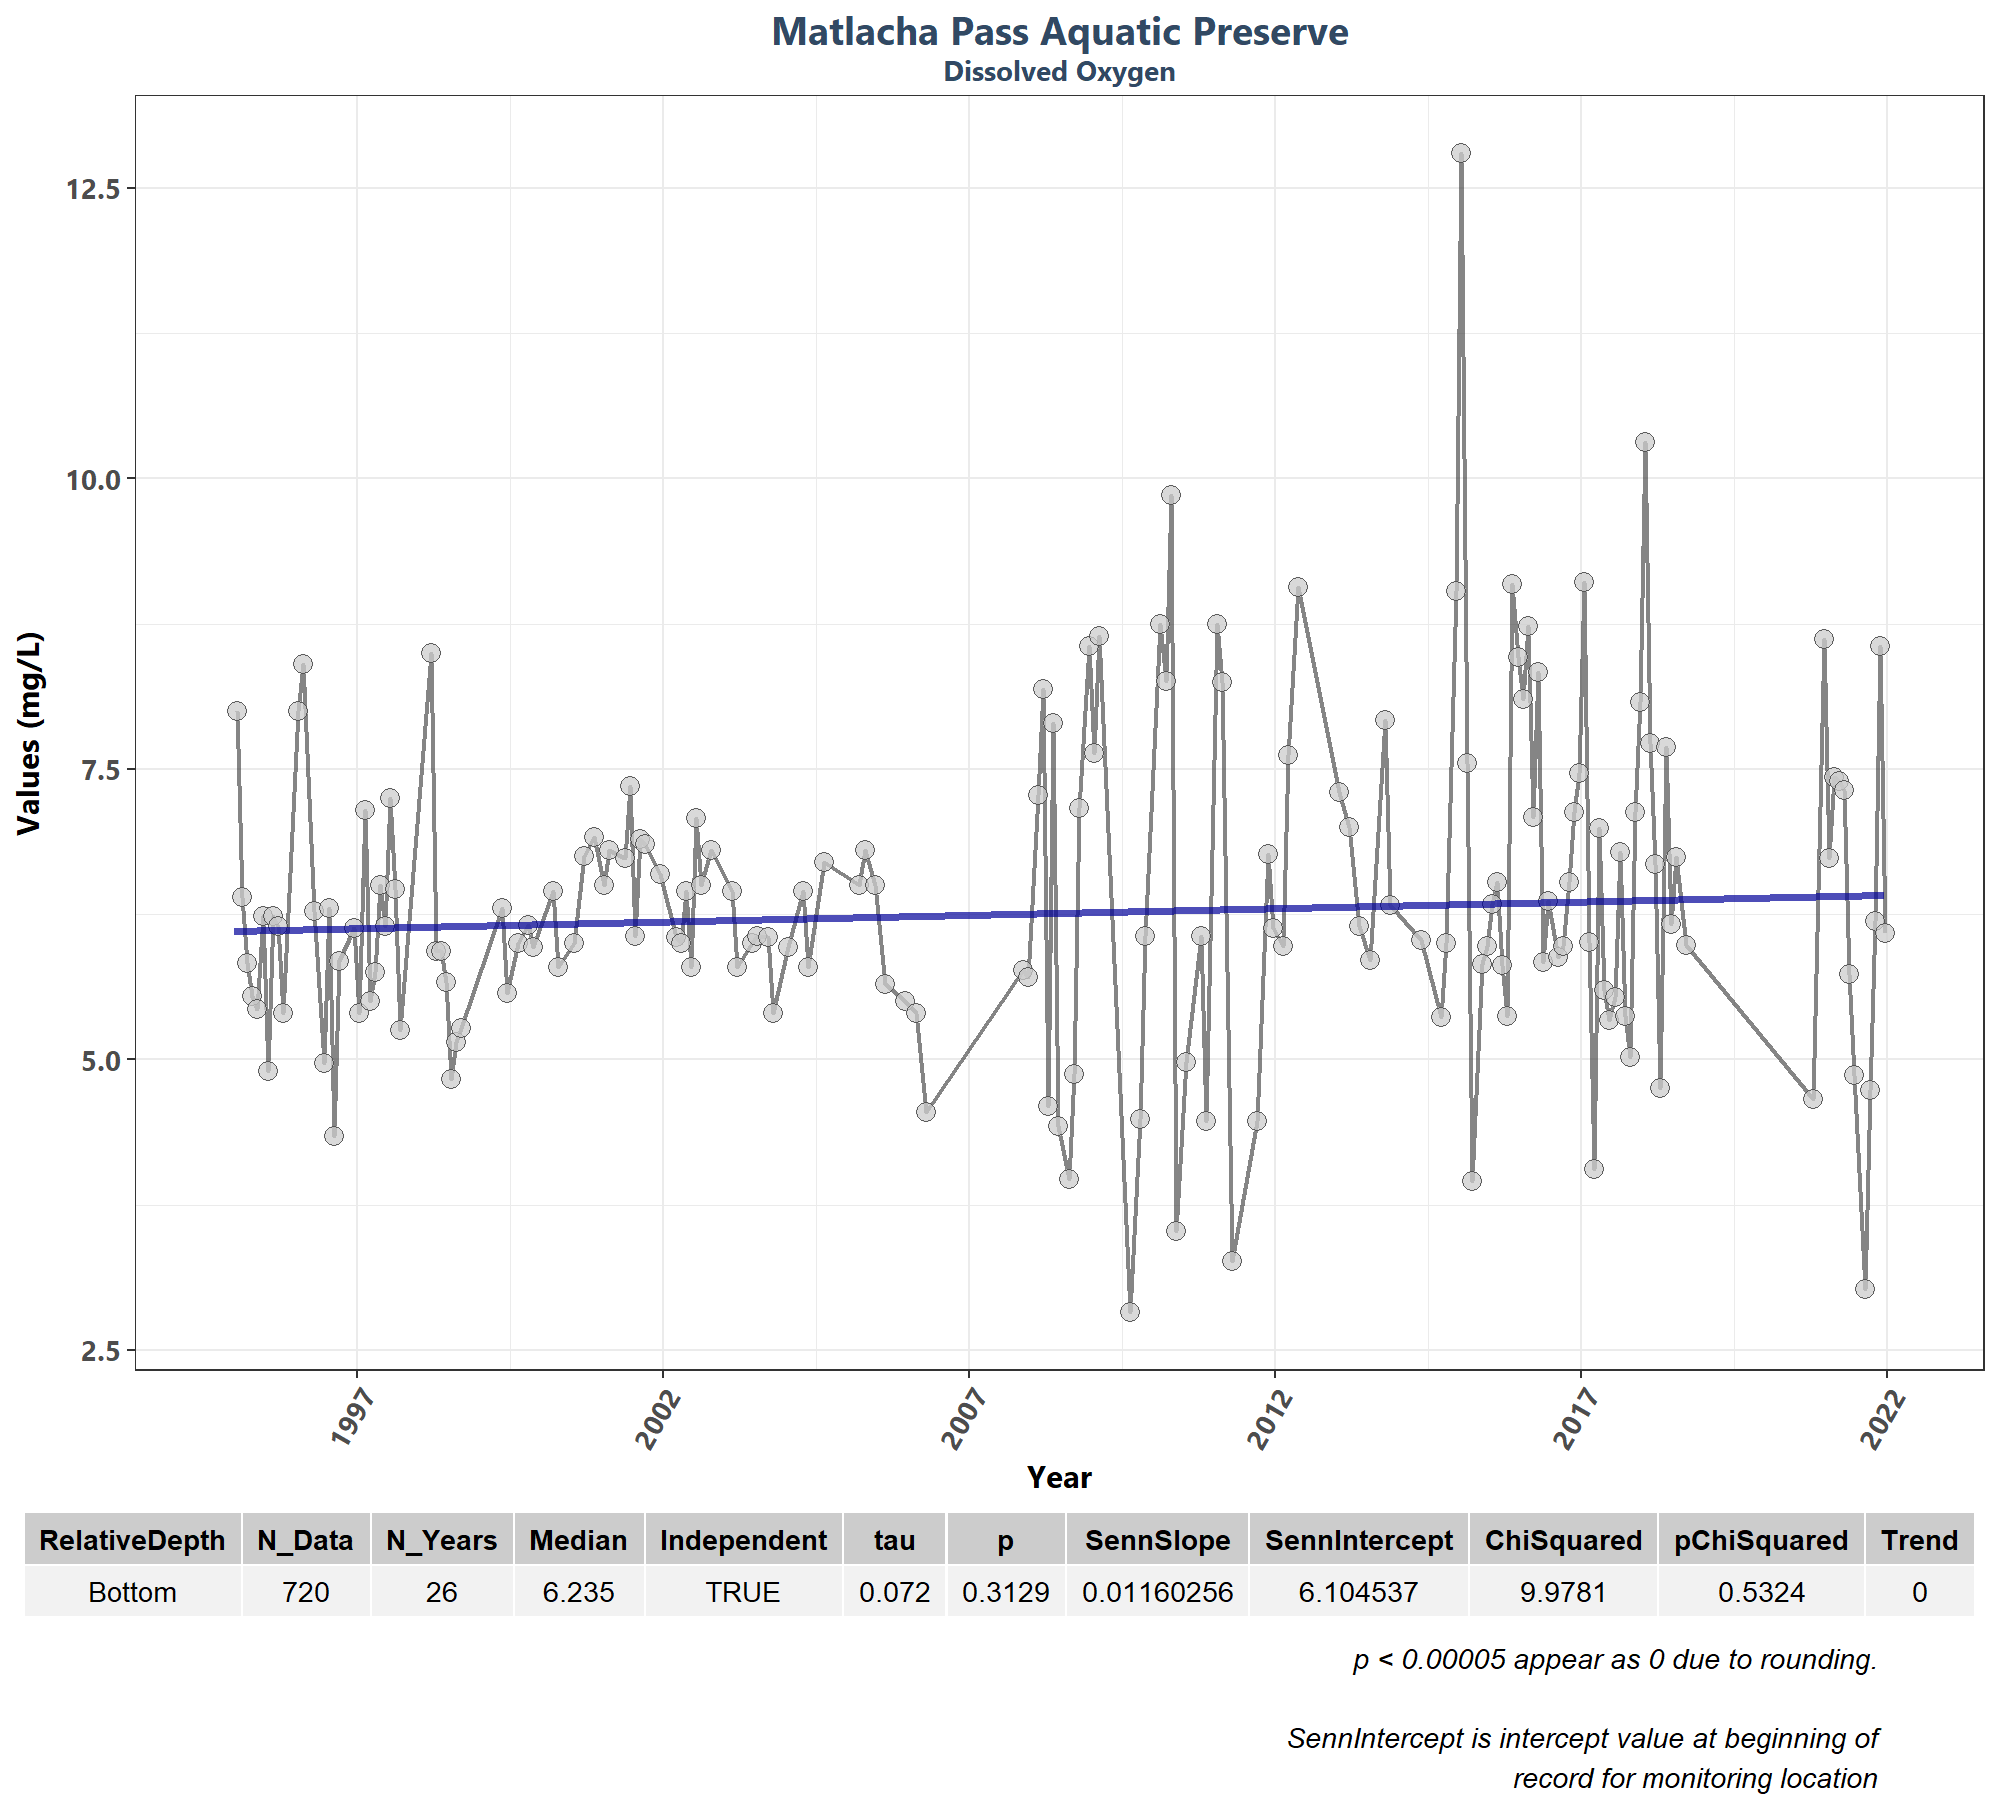 Matlacha Pass Aquatic Preserve
Dissolved Oxygen
Values (mg/L)
12.5
10.0
7.5
5.0
2.5
1997
2002
2007
2012
2017
2022
Year
RelativeDepth N_Data N_Years Median Independent tau p SennSlope SennIntercept ChiSquared pChiSquared Trend
Bottom 720 26 6.235 TRUE 0.072 0.3129 0.01160256 6.104537 9.9781 0.5324 0
p < 0.00005 appear as 0 due to rounding.
SennIntercept is intercept value at beginning of
record for monitoring location